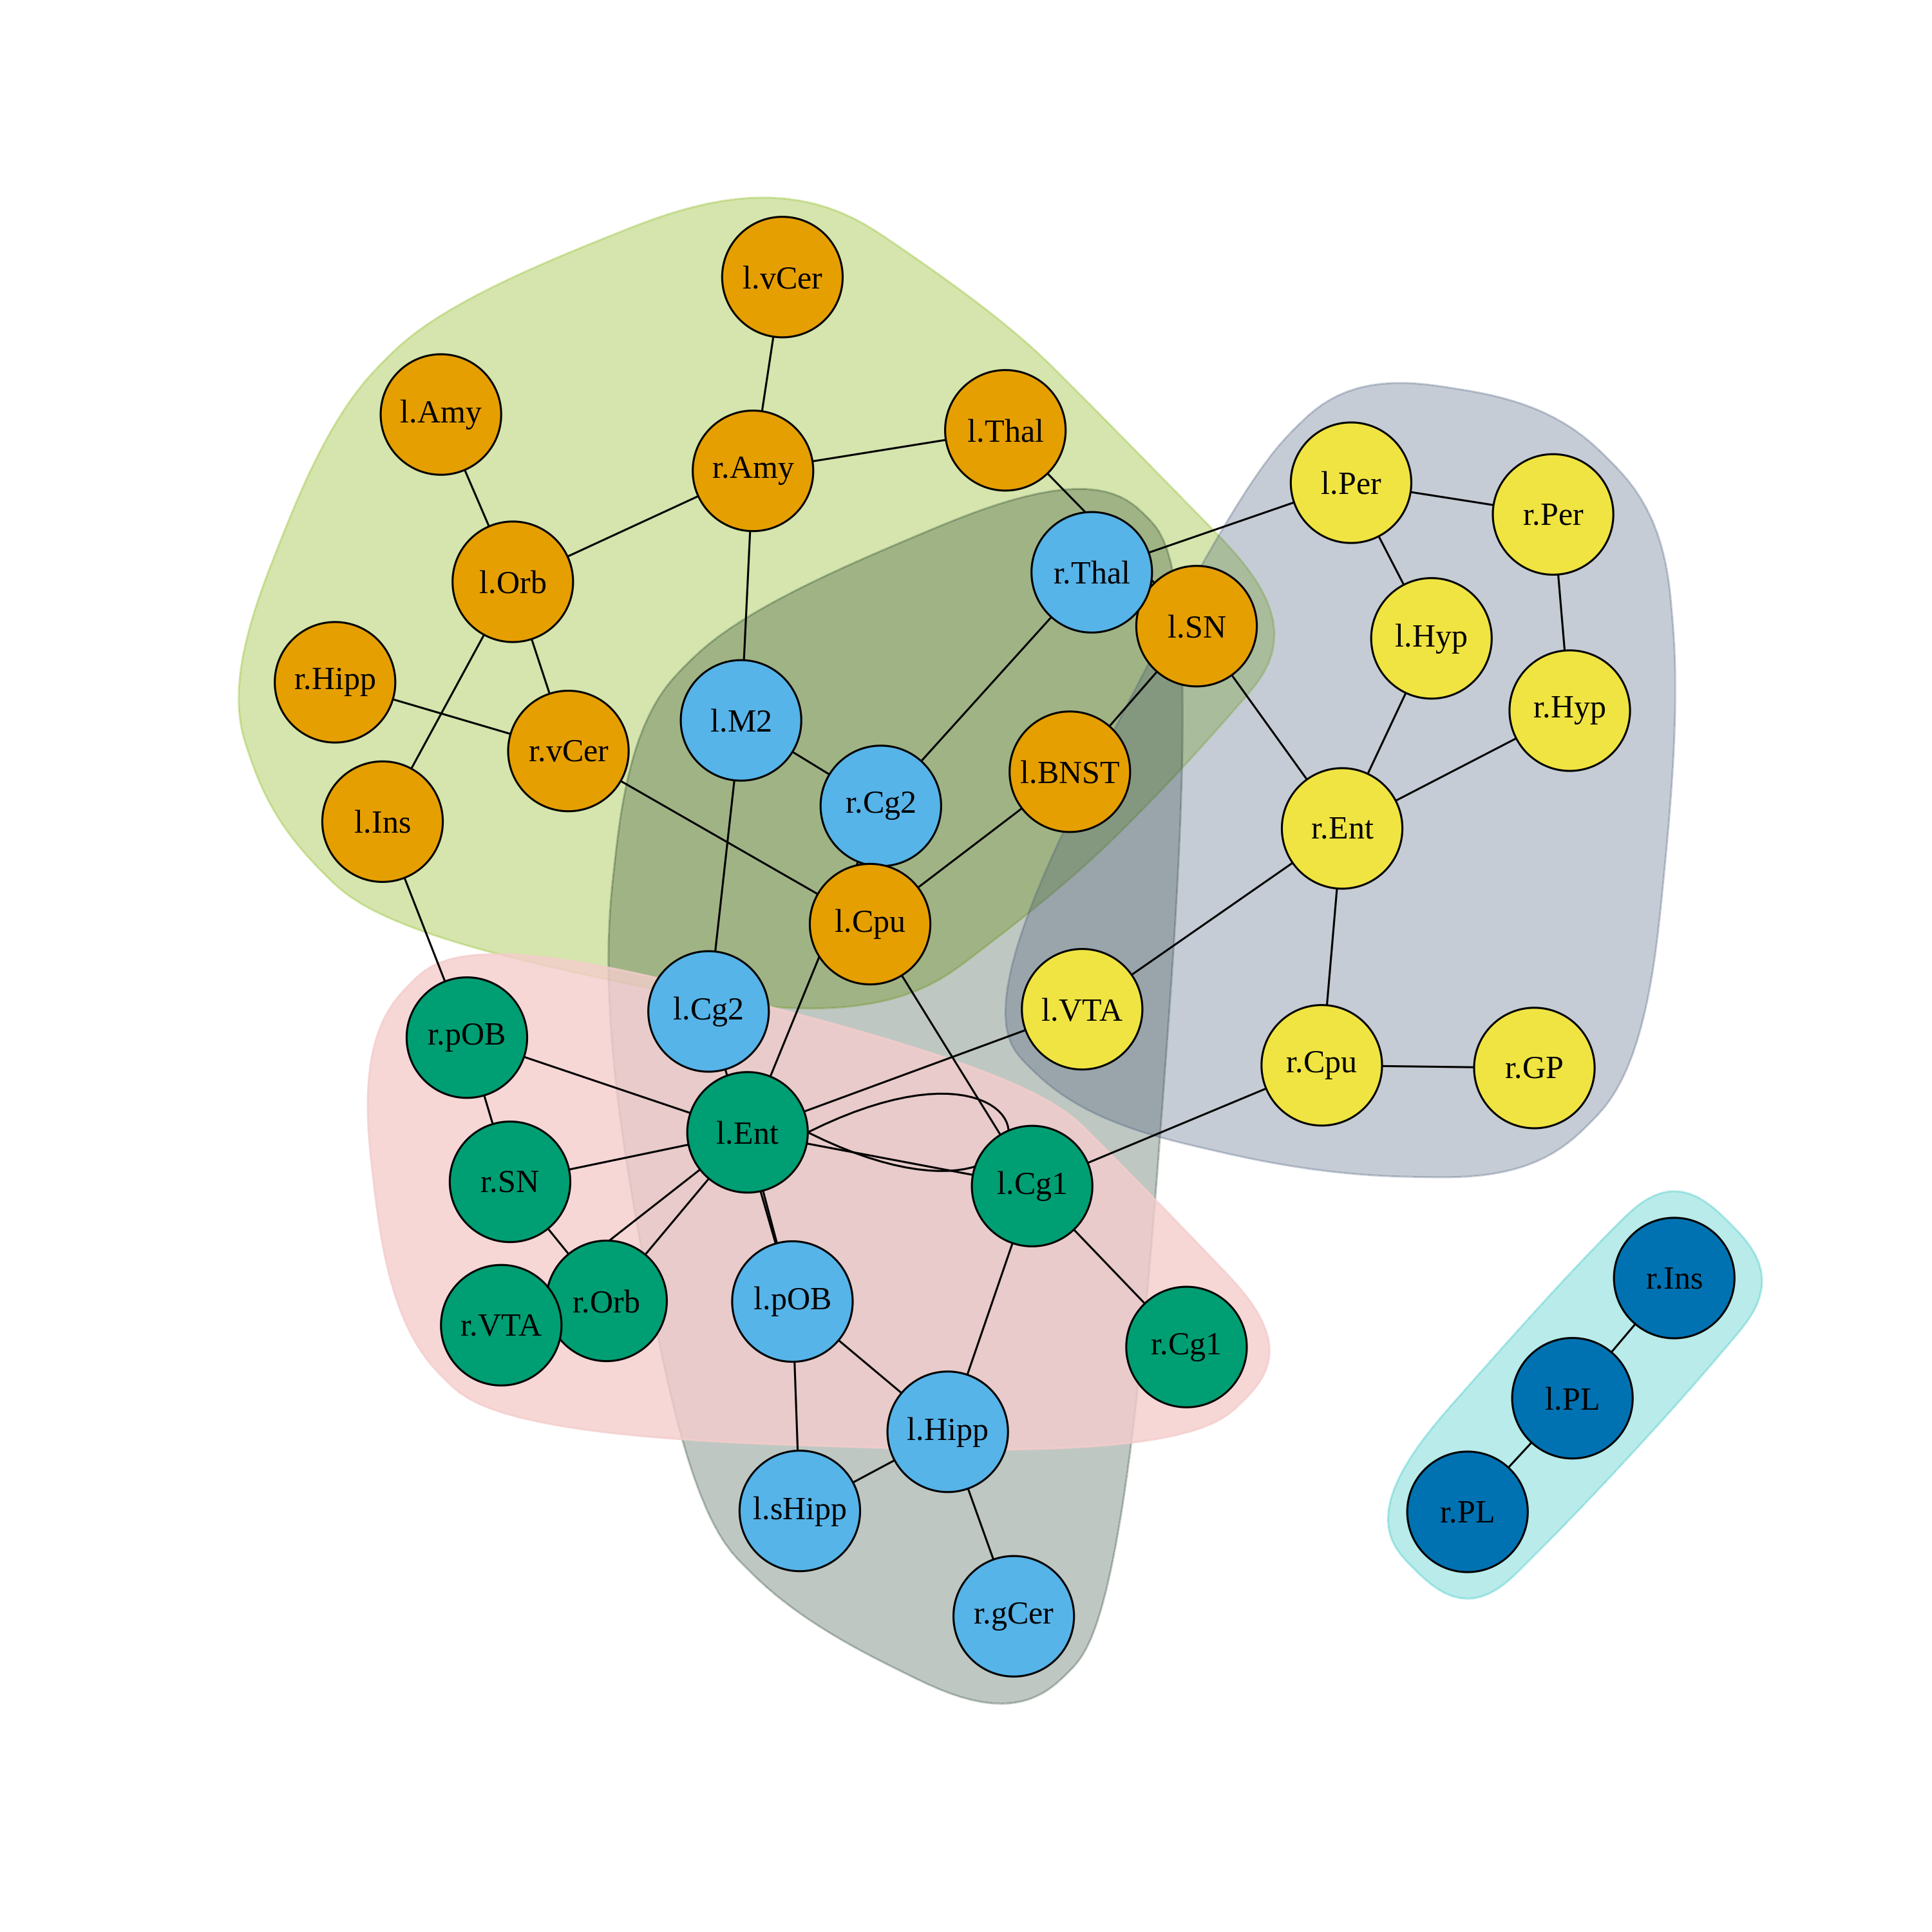 l.vCer
l.Amy
l.Thal
r.Amy
l.Per
r.Per
r.Thal
l.Orb
l.SN
l.Hyp
r.Hipp
r.Hyp
l.M2
r.vCer
l.BNST
r.Cg2
l.Ins
r.Ent
l.Cpu
l.Cg2
l.VTA
r.pOB
r.Cpu
r.GP
l.Ent
r.SN
l.Cg1
r.Ins
l.pOB
r.Orb
r.VTA
r.Cg1
l.PL
l.Hipp
l.sHipp
r.PL
r.gCer